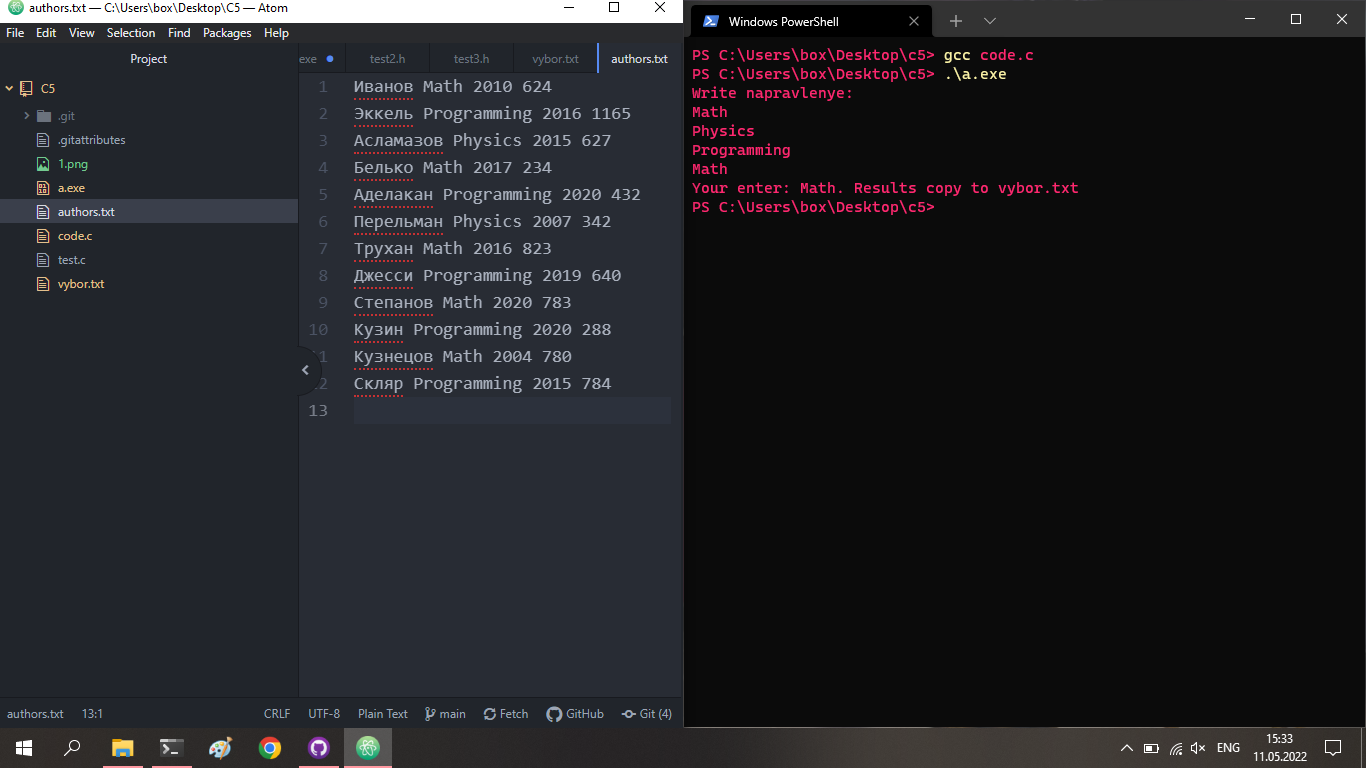 authors.txt — C:\Users\box\Desktop\C5 — Atom
File Edit View Selection Find Packages Help
Project
C5
.git
.gitattributes
1.png
a.exe
authors.txt
code.c
test.c
vybor.txt
exe test2.h test3.h vybor.txt authors.txt
1 Иванов Math 2010 624
2 Эккель Programming 2016 1165
3 Асламазов Physics 2015 627
4 Белько Math 2017 234
5 Аделакан Programming 2020 432
6 Перельман Physics 2007 342
7 Трухан Math 2016 823
8 Джесси Programming 2019 640
9 Степанов Math 2020 783
10 Кузин Programming 2020 288
11 Кузнецов Math 2004 780
12 Скляр Programming 2015 784
13
authors.txt 13:1 CRLF UTF-8 Plain Text main Fetch GitHub Git (4)
Windows PowerShell
PS C:\Users\box\Desktop\c5> gcc code.c
PS C:\Users\box\Desktop\c5> .\a.exe
Write napravlenye:
Math
Physics
Programming
Math
Your enter: Math. Results copy to vybor.txt
PS C:\Users\box\Desktop\c5>
ENG
15:33
11.05.2022